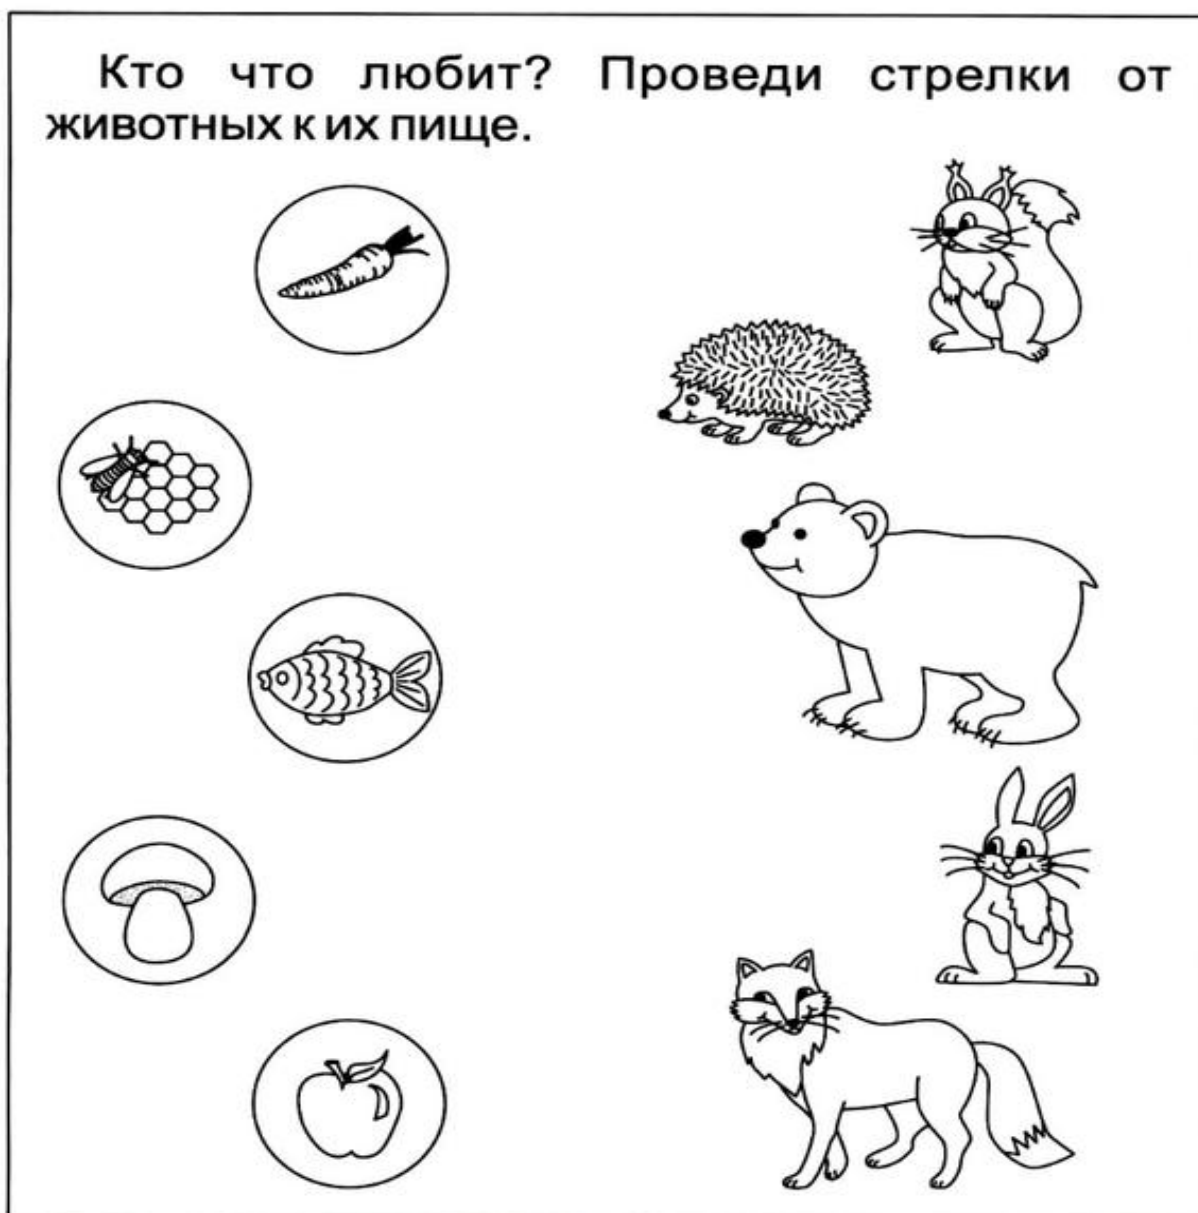 Кто что любит? Проведи стрелки от
животных к их пище.